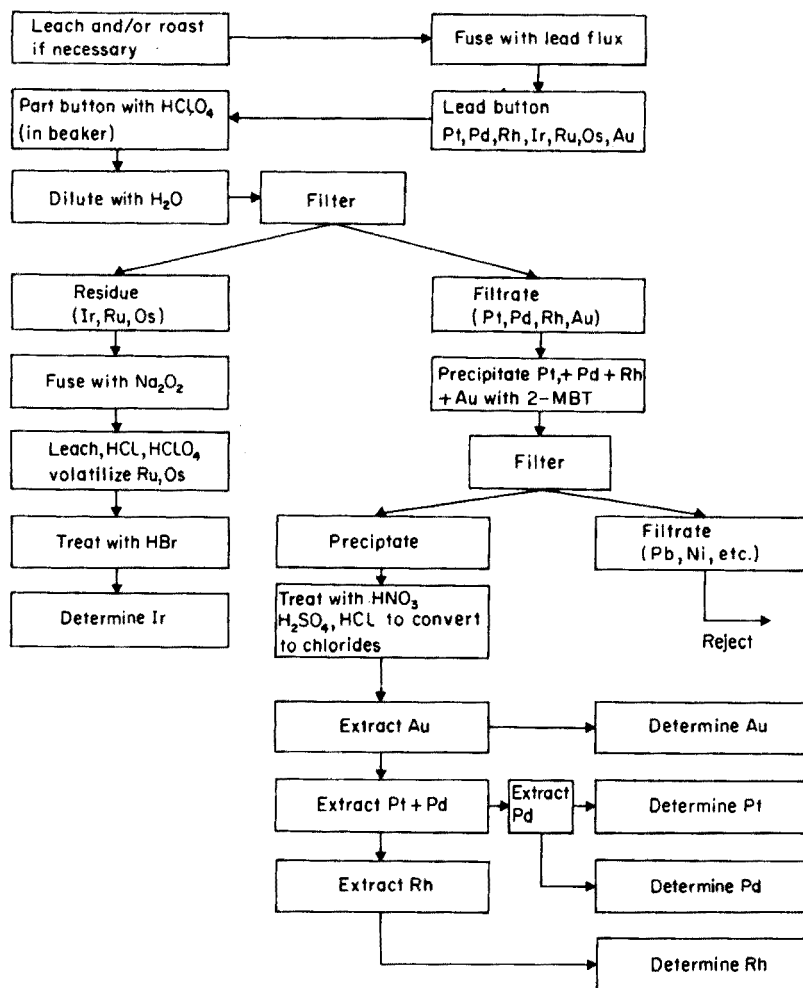 Leach and/or roast
if necessary
Fuse with lead flux
Part button with HClO₄
(in beaker)
Lead button
Pt,Pd,Rh,Ir,Ru,Os,Au
Dilute with H₂O
Filter
Residue
(Ir,Ru,Os)
Filtrate
(Pt,Pd,Rh,Au)
Fuse with Na₂O₂
Precipitate Pt,+Pd+Rh
+Au with 2-MBT
Leach,HCl,HClO₄
volatilize Ru,Os
Filter
Treat with HBr
Preciptate
Filtrate
(Pb,Ni,etc.)
Determine Ir
Treat with HNO₃
H₂SO₄,HCl to convert
to chlorides
Reject
Extract Au
Determine Au
Extract Pt+Pd
Extract
Pd
Determine Pt
Extract Rh
Determine Pd
Determine Rh